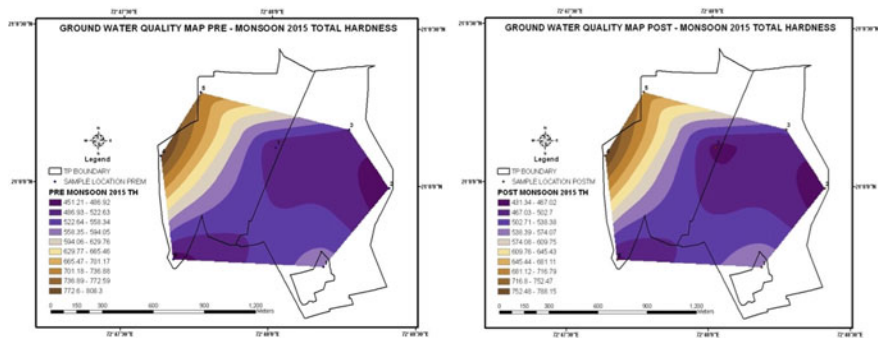 GROUND WATER QUALITY MAP PRE - MONSOON 2015 TOTAL HARDNESS
Legend
TP BOUNDARY
SAMPLE LOCATION PREM
PRE MONSOON 2015 TH
451.21 - 486.92
486.93 - 522.63
522.64 - 558.34
558.35 - 594.05
594.06 - 629.76
629.77 - 665.46
665.47 - 701.17
701.18 - 736.88
736.89 - 772.59
772.6 - 808.3
0 150 300 600 900 1,200
Meters
GROUND WATER QUALITY MAP POST - MONSOON 2015 TOTAL HARDNESS
Legend
TP BOUNDARY
SAMPLE LOCATION POSTM
POST MONSOON 2015 TH
431.34 - 467.02
467.03 - 502.7
502.71 - 538.38
538.39 - 574.07
574.08 - 609.75
609.76 - 645.43
645.44 - 681.11
681.12 - 716.79
716.8 - 752.47
752.48 - 788.15
0 150 300 600 900 1,200
Meters